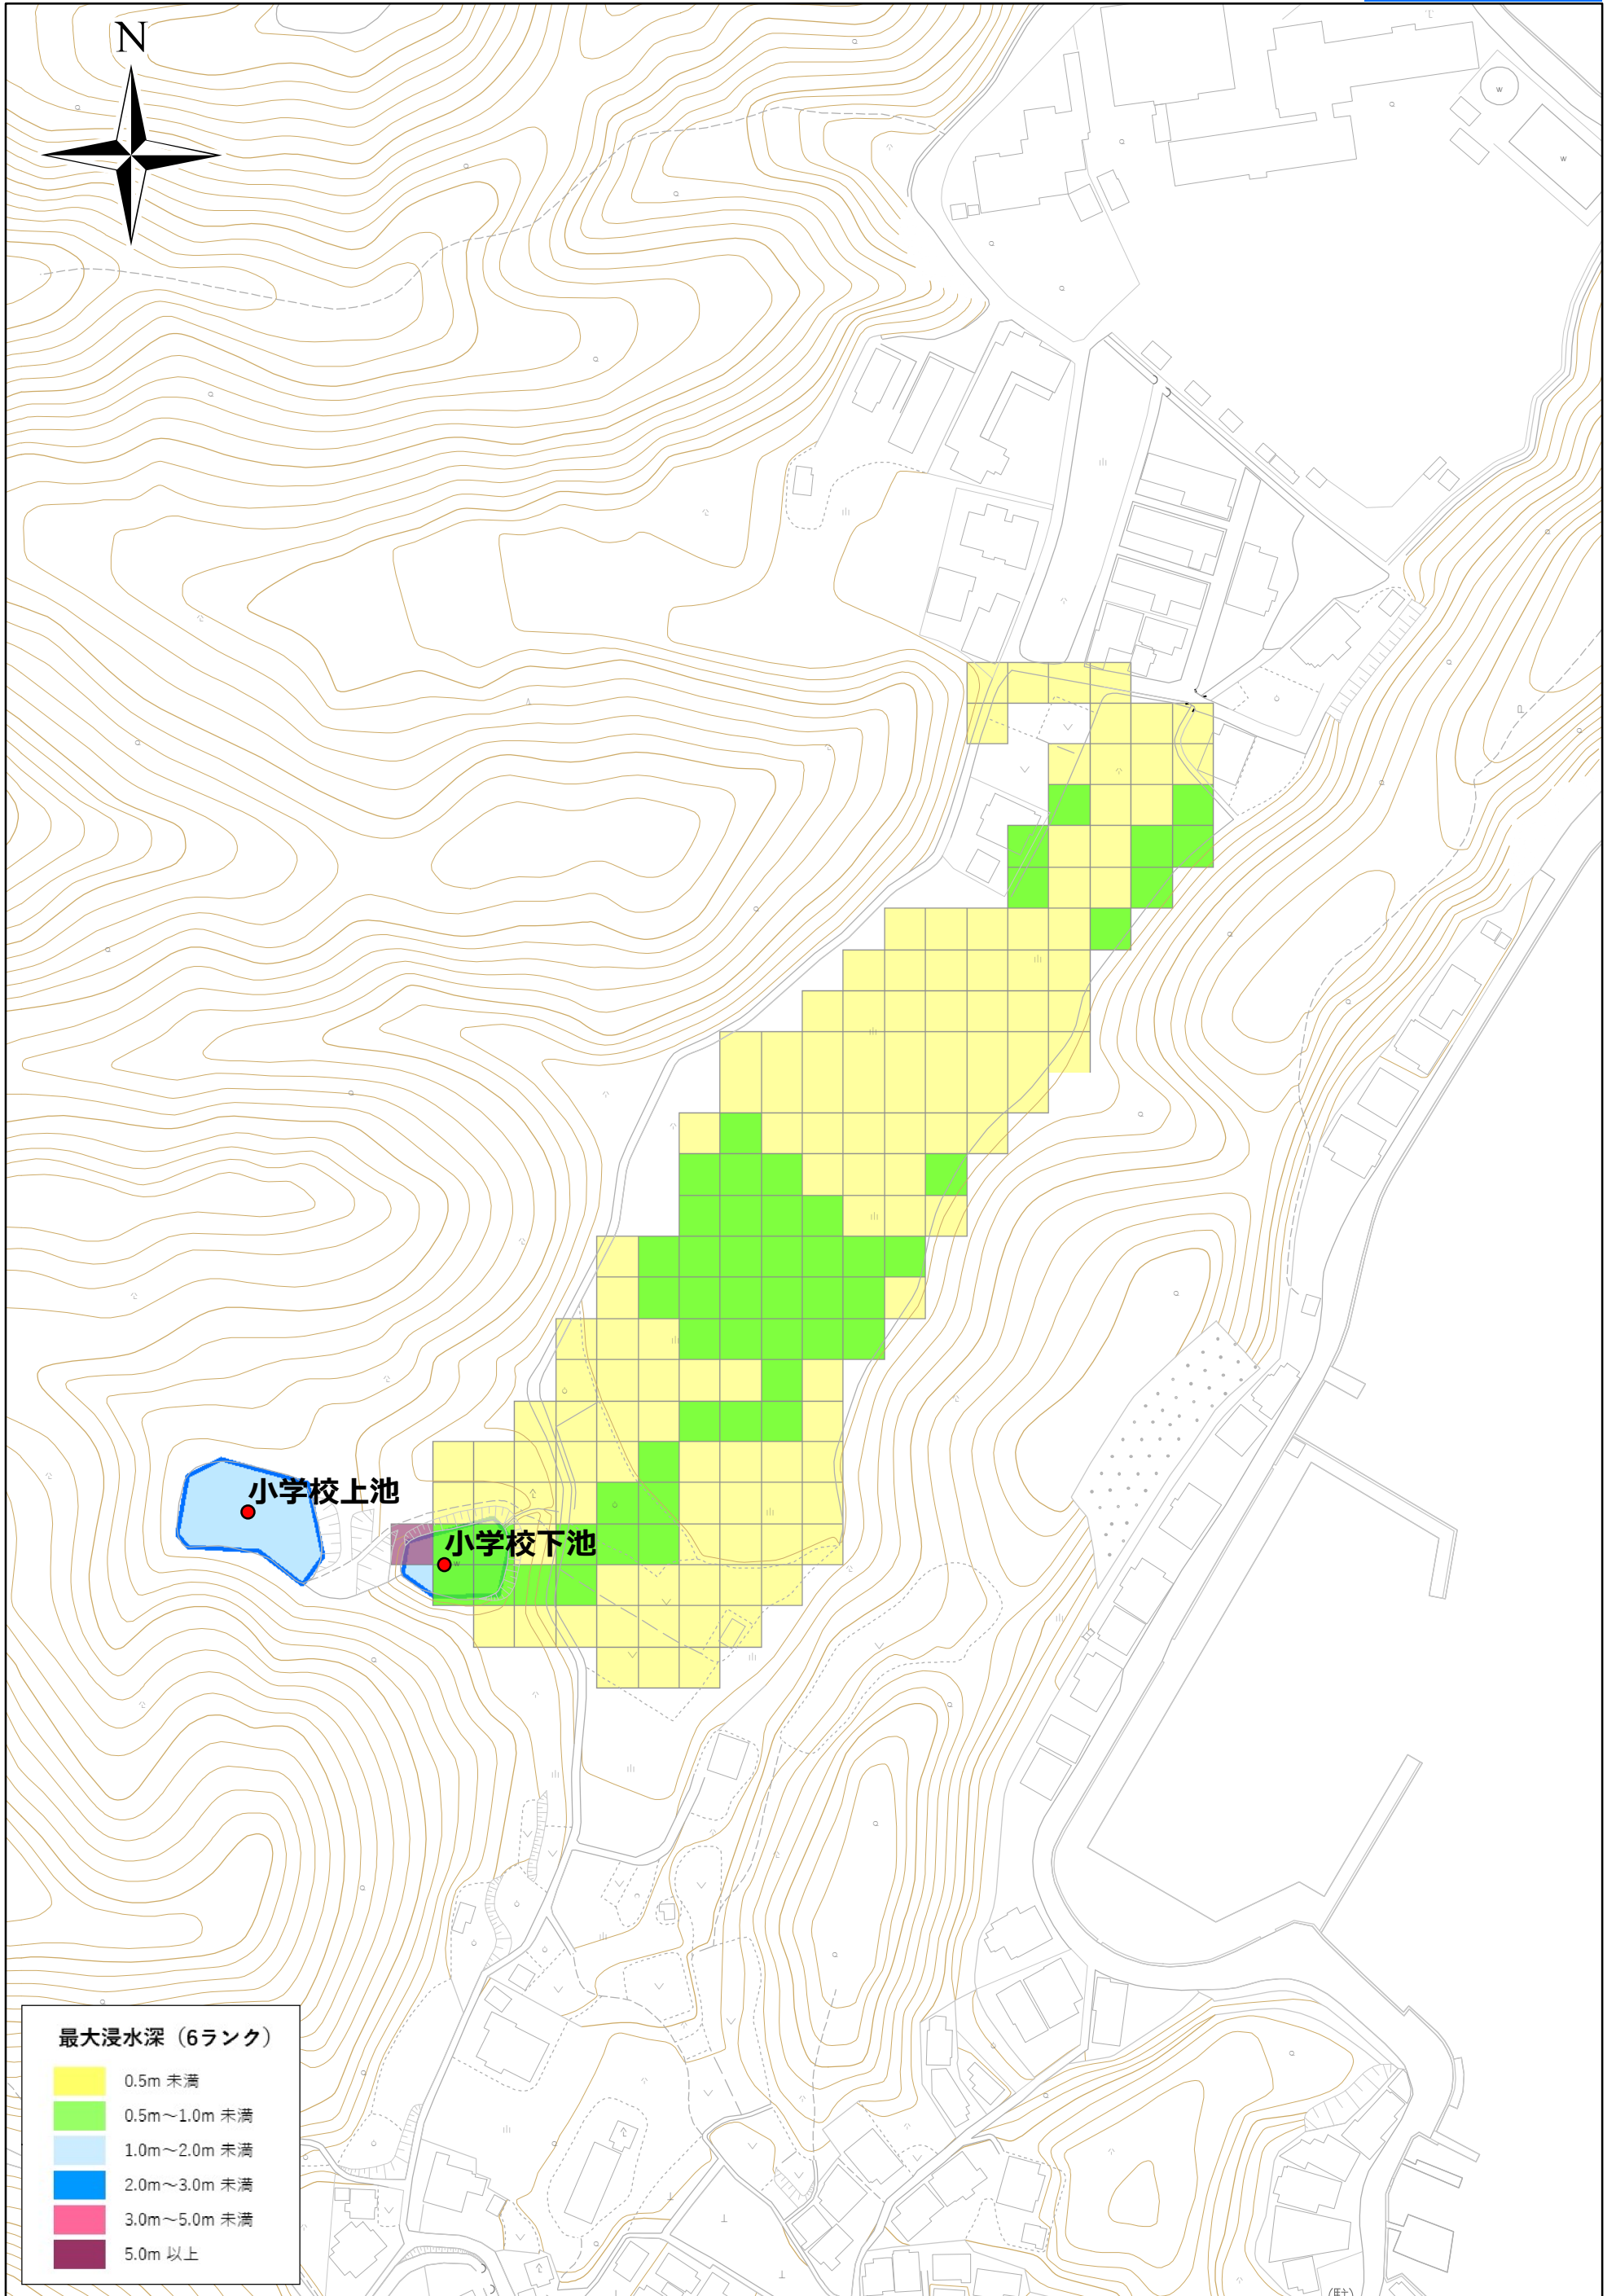 N
W
W
小学校上池
小学校下池
W
最大浸水深（6ランク）
0.5m 未満
0.5m～1.0m 未満
1.0m～2.0m 未満
2.0m～3.0m 未満
3.0m～5.0m 未満
5.0m 以上
(駐)